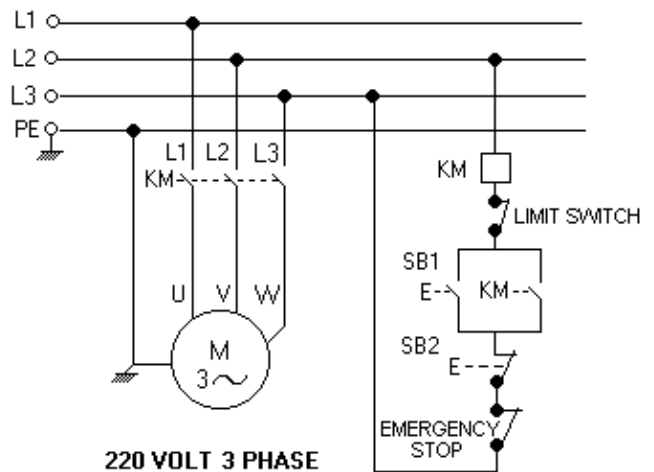 L1
L2
L3
PE
L1 L2 L3
KM
U V W
M
3
KM
LIMIT SWITCH
SB1
E
KM
SB2
E
EMERGENCY
STOP
220 VOLT 3 PHASE